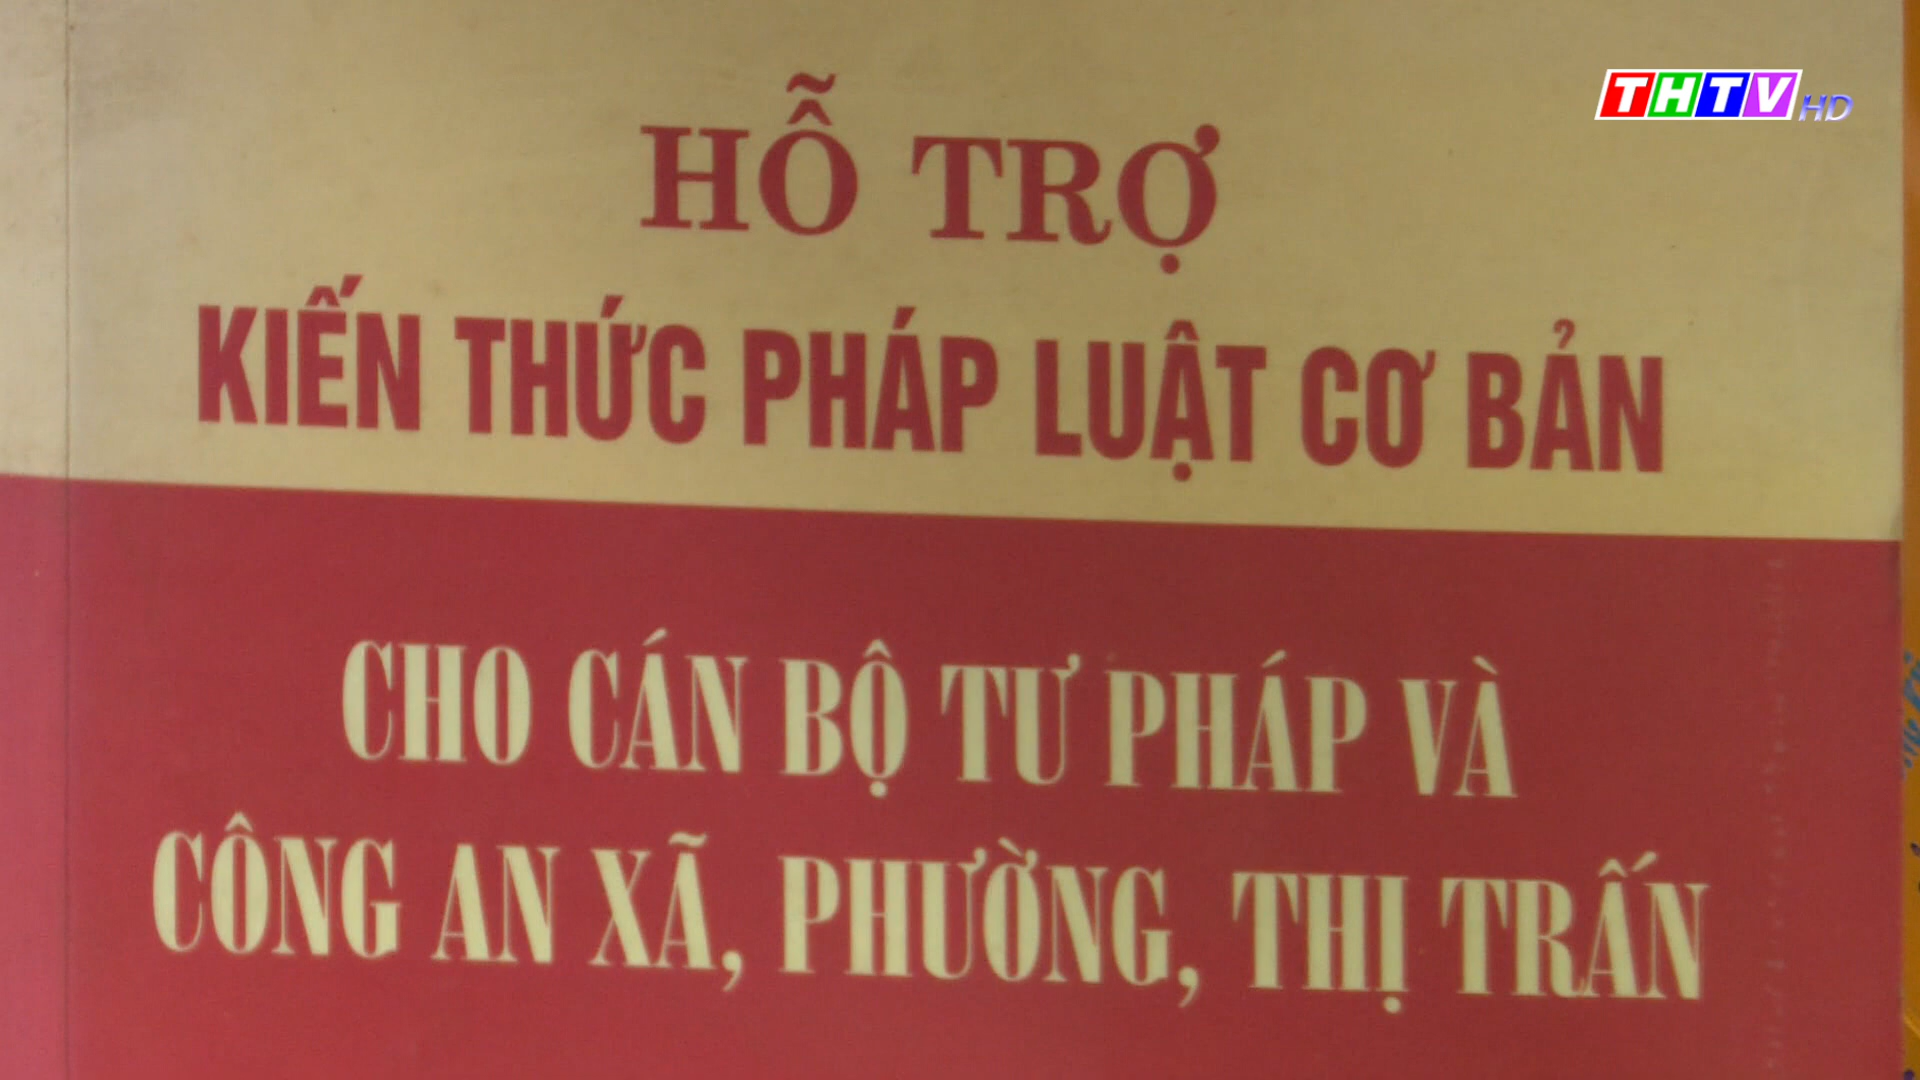 THTV HD
HỖ TRỢ
KIẾN THỨC PHÁP LUẬT CƠ BẢN
CHO CÁN BỘ TƯ PHÁP VÀ
CÔNG AN XÃ, PHƯỜNG, THỊ TRẤN